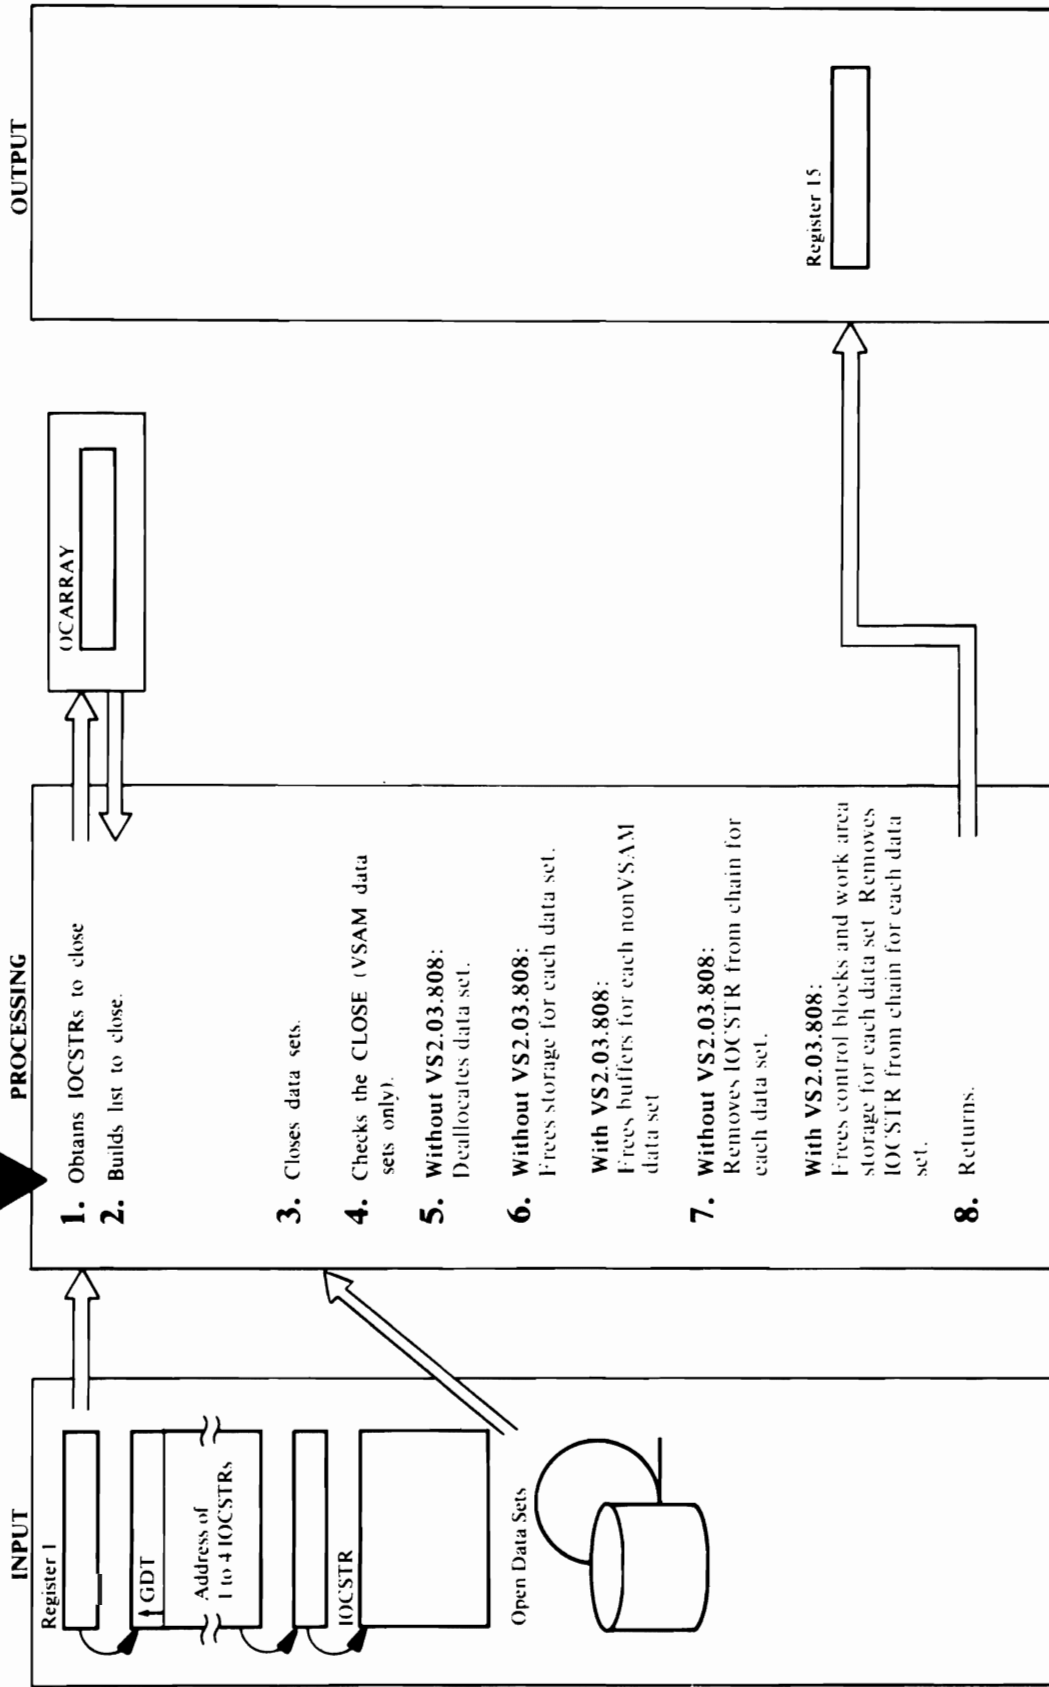 INPUT
Register 1
GDT
Address of
1 to 4 IOCSTRs
IOCSTR
Open Data Sets
PROCESSING
1. Obtains IOCSTRs to close
2. Builds list to close.
3. Closes data sets.
4. Checks the CLOSE (VSAM data
sets only).
5. Without VS2.03.808:
Deallocates data set.
6. Without VS2.03.808:
Frees storage for each data set.
With VS2.03.808:
Frees buffers for each nonVSAM
data set
7. Without VS2.03.808:
Removes IOCSTR from chain for
each data set.
With VS2.03.808:
Frees control blocks and work area
storage for each data set Removes
IOCSTR from chain for each data
set.
8. Returns.
OUTPUT
OCARRAY
Register 15